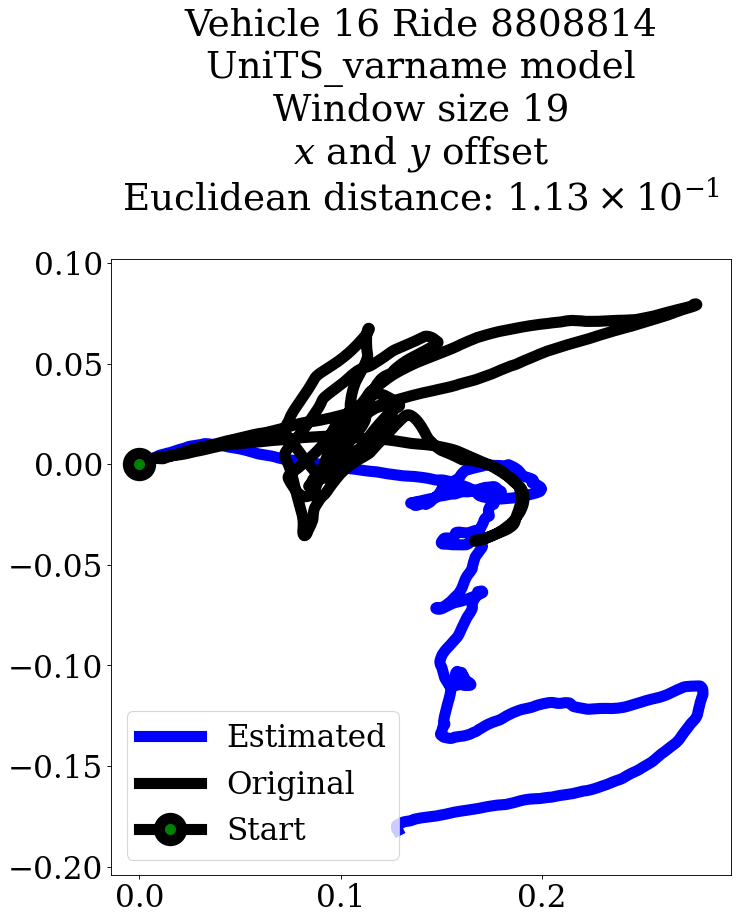 Vehicle 16 Ride 8808814
UniTS_varname model
Window size 19
x and y offset
Euclidean distance: 1.13 × 10⁻¹
0.10
0.05
0.00
−0.05
−0.10
−0.15
−0.20
Estimated
Original
Start
0.0 0.1 0.2